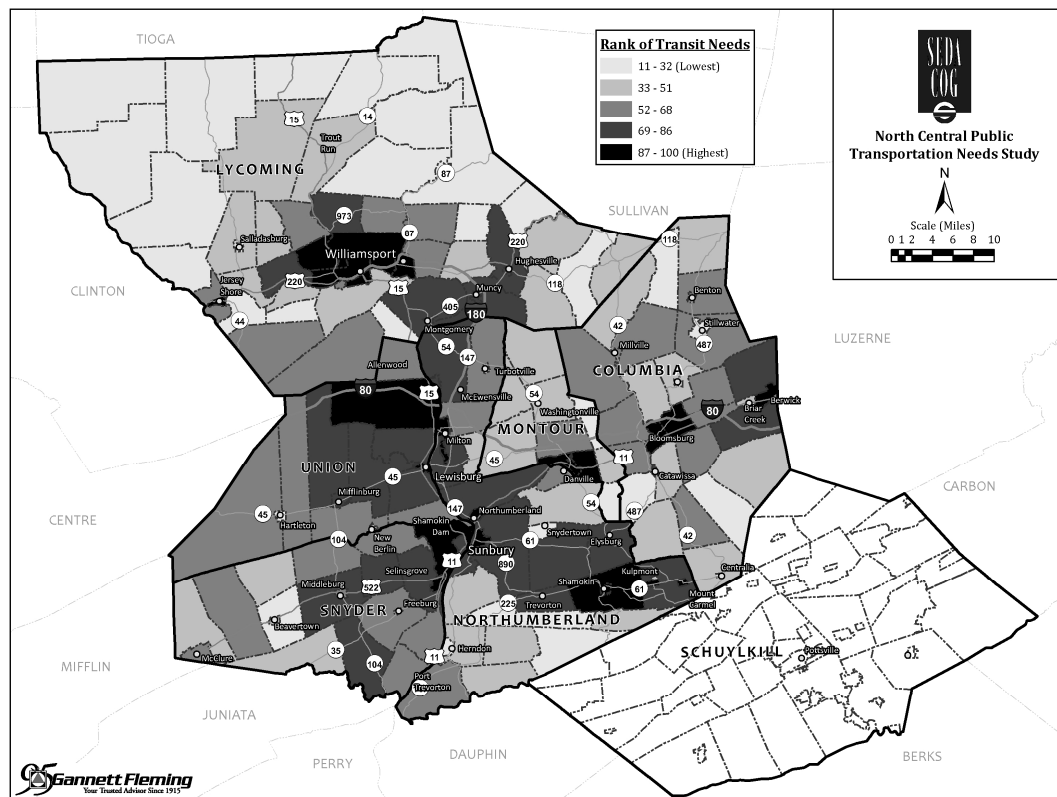 TIOGA
Rank of Transit Needs
11 - 32 (Lowest)
33 - 51
52 - 68
69 - 86
87 - 100 (Highest)
SEDA
COG
North Central Public
Transportation Needs Study
N
Scale (Miles)
0 1 2 4 6 8 10
15
14
Trout
Run
LYCOMING
87
SULLIVAN
973
87
118
220
Salladasburg
Williamsport
Hughesville
CLINTON
Jersey
Shore
220
15
Muncy
118
Benton
405
180
44
Montgomery
42
Stillwater
487
LUZERNE
54
147
Millville
Allenwood
Turbotville
COLUMBIA
80
15
McEwensville
54
Washingtonville
80
Berwick
Briar
Creek
MONTOUR
Milton
Bloomsburg
45
11
UNION
45
Lewisburg
Danville
Catawissa
CARBON
Mifflinburg
147
Northumberland
54
487
CENTRE
45
Hartleton
Shamokin
Dam
Snydertown
104
New
Berlin
Sunbury
61
Elysburg
42
11
890
Selinsgrove
Kulpmont
Centralia
Middleburg
522
Shamokin
61
Mount
Carmel
SNYDER
Freeburg
225
Trevorton
Beavertown
NORTHUMBERLAND
35
McClure
104
11
Herndon
SCHUYLKILL
Pottsville
MIFFLIN
Port
Trevorton
JUNIATA
PERRY
DAUPHIN
BERKS
95
Gannett Fleming
Your Trusted Advisor Since 1915